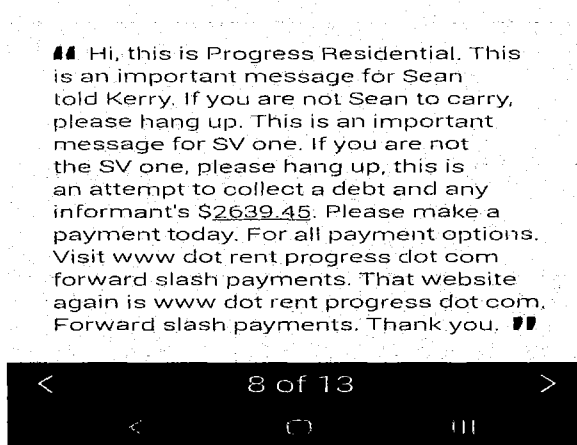 “ Hi, this is Progress Residential. This
is an important message for Sean
told Kerry. If you are not Sean to carry,
please hang up. This is an important
message for SV one. If you are not
the SV one, please hang up, this is
an attempt to collect a debt and any
informant's $2639.45. Please make a
payment today. For all payment options.
Visit www dot rent progress dot com
forward slash payments. That website
again is www dot rent progress dot com.
Forward slash payments. Thank you. ”
< 8 of 13 >